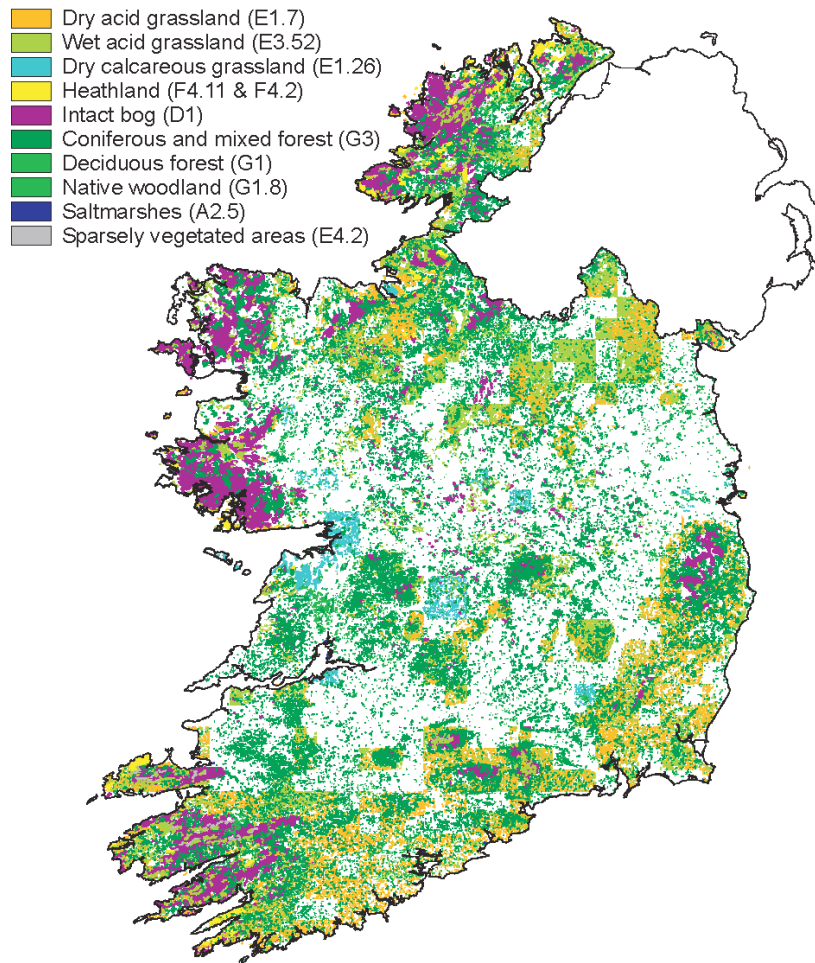 Dry acid grassland (E1.7)
Wet acid grassland (E3.52)
Dry calcareous grassland (E1.26)
Heathland (F4.11 & F4.2)
Intact bog (D1)
Coniferous and mixed forest (G3)
Deciduous forest (G1)
Native woodland (G1.8)
Saltmarshes (A2.5)
Sparsely vegetated areas (E4.2)